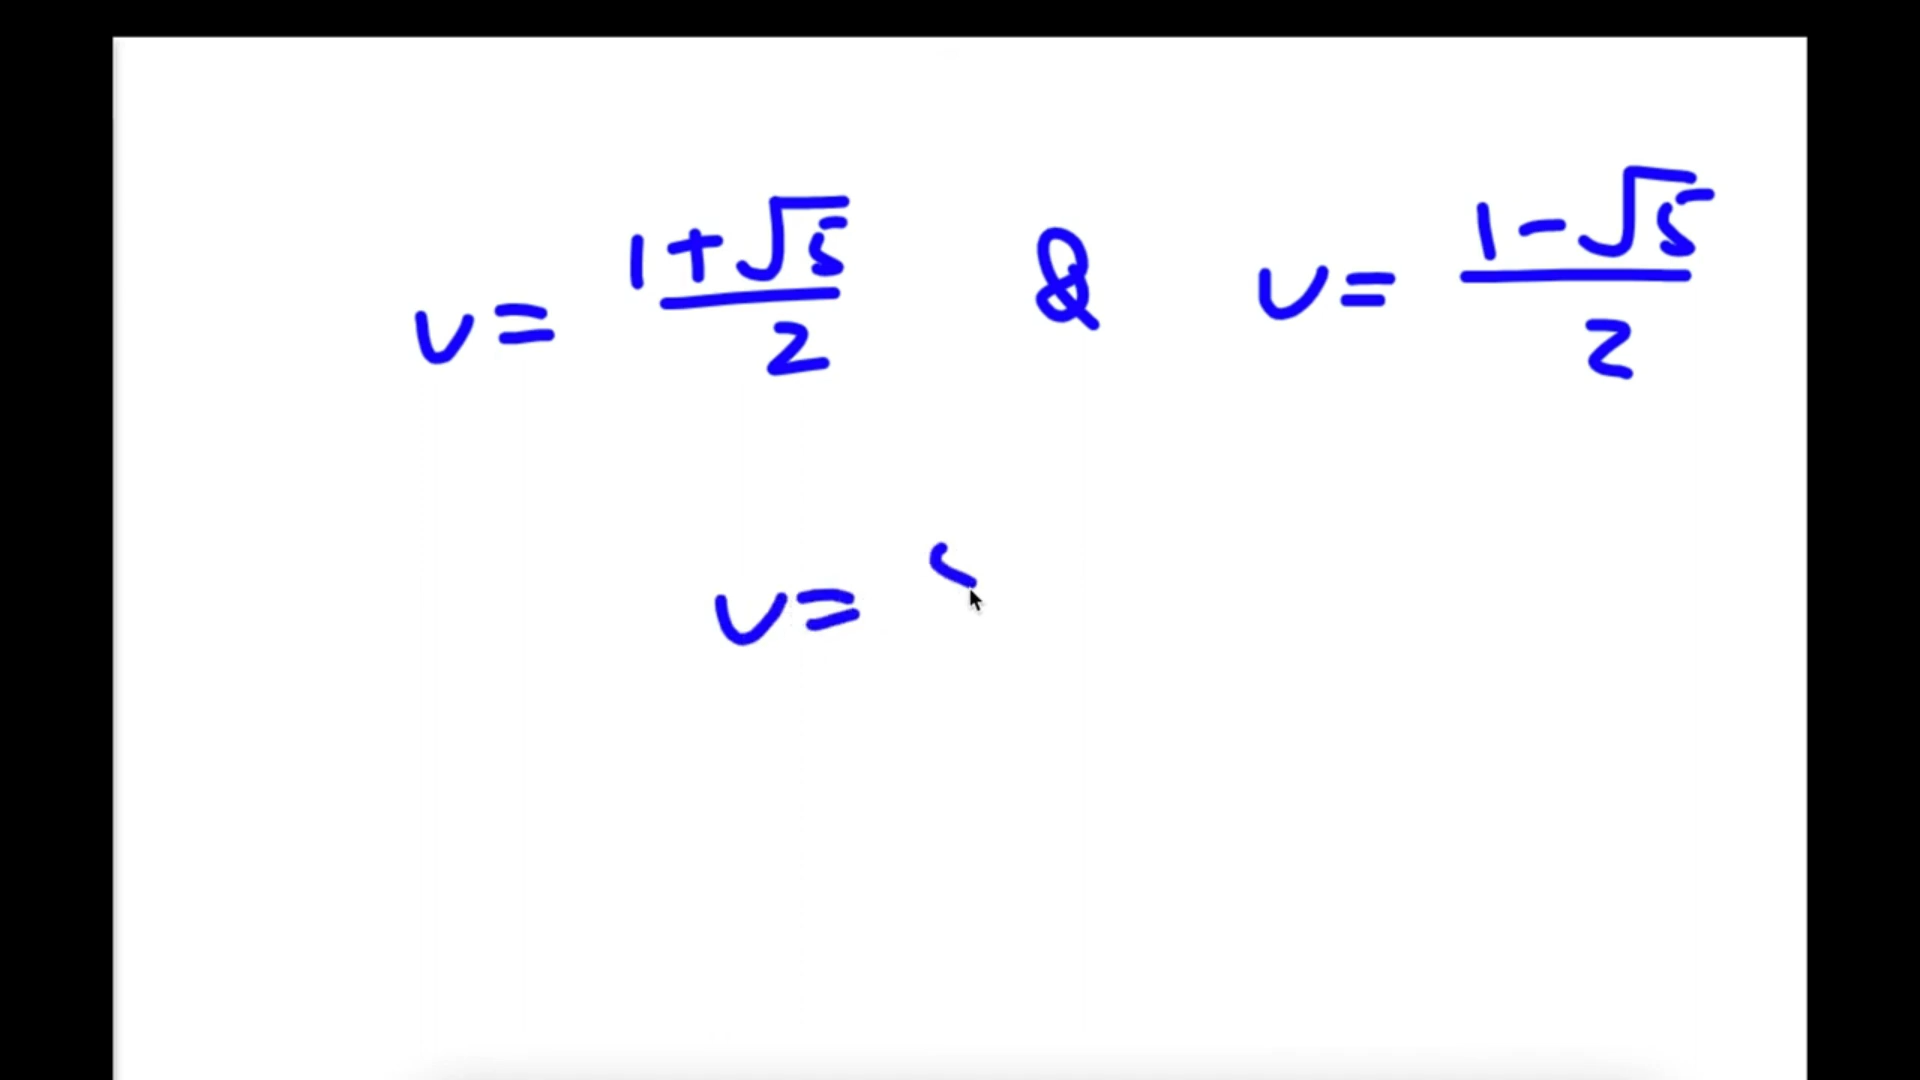 v = (1+√5)/2 & v = (1-√5)/2
v =